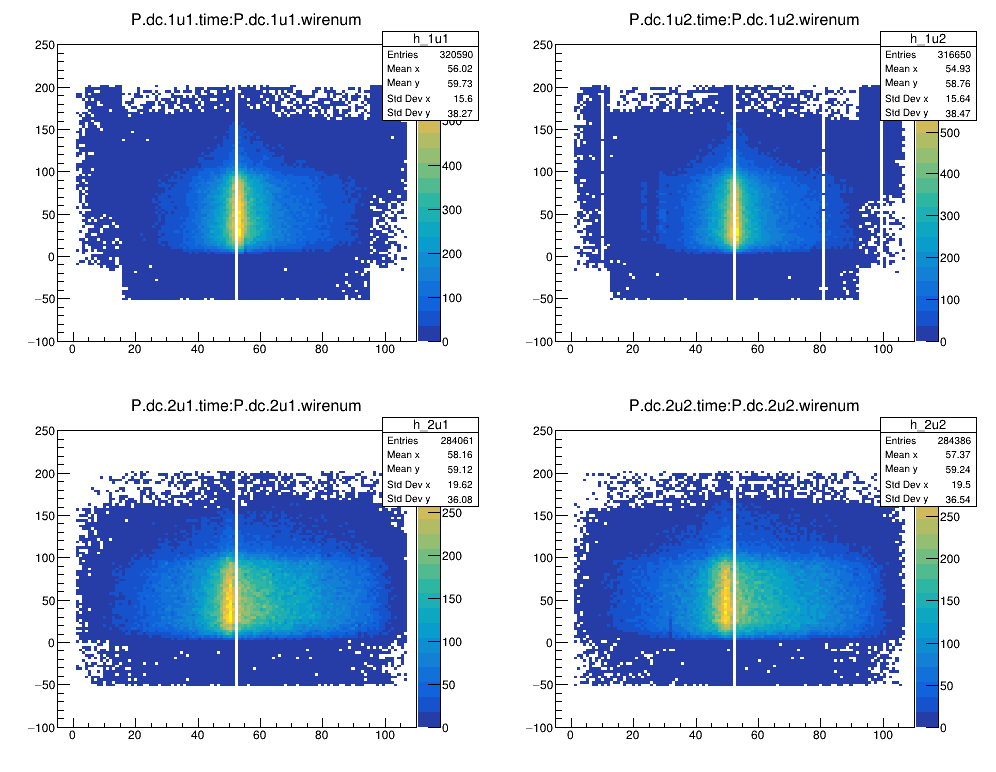 P.dc.1u1.time:P.dc.1u1.wirenum
h_1u1
Entries 320590
Mean x 56.02
Mean y 59.73
Std Dev x 15.6
Std Dev y 38.27
250
200
150
100
50
0
−50
−100
0 20 40 60 80 100
400
300
200
100
0
P.dc.1u2.time:P.dc.1u2.wirenum
h_1u2
Entries 316650
Mean x 54.93
Mean y 58.76
Std Dev x 15.64
Std Dev y 38.47
250
200
150
100
50
0
−50
−100
0 20 40 60 80 100
500
400
300
200
100
0
P.dc.2u1.time:P.dc.2u1.wirenum
h_2u1
Entries 284061
Mean x 58.16
Mean y 59.12
Std Dev x 19.62
Std Dev y 36.08
250
200
150
100
50
0
−50
−100
0 20 40 60 80 100
250
200
150
100
50
0
P.dc.2u2.time:P.dc.2u2.wirenum
h_2u2
Entries 284386
Mean x 57.37
Mean y 59.24
Std Dev x 19.5
Std Dev y 36.54
250
200
150
100
50
0
−50
−100
0 20 40 60 80 100
250
200
150
100
50
0